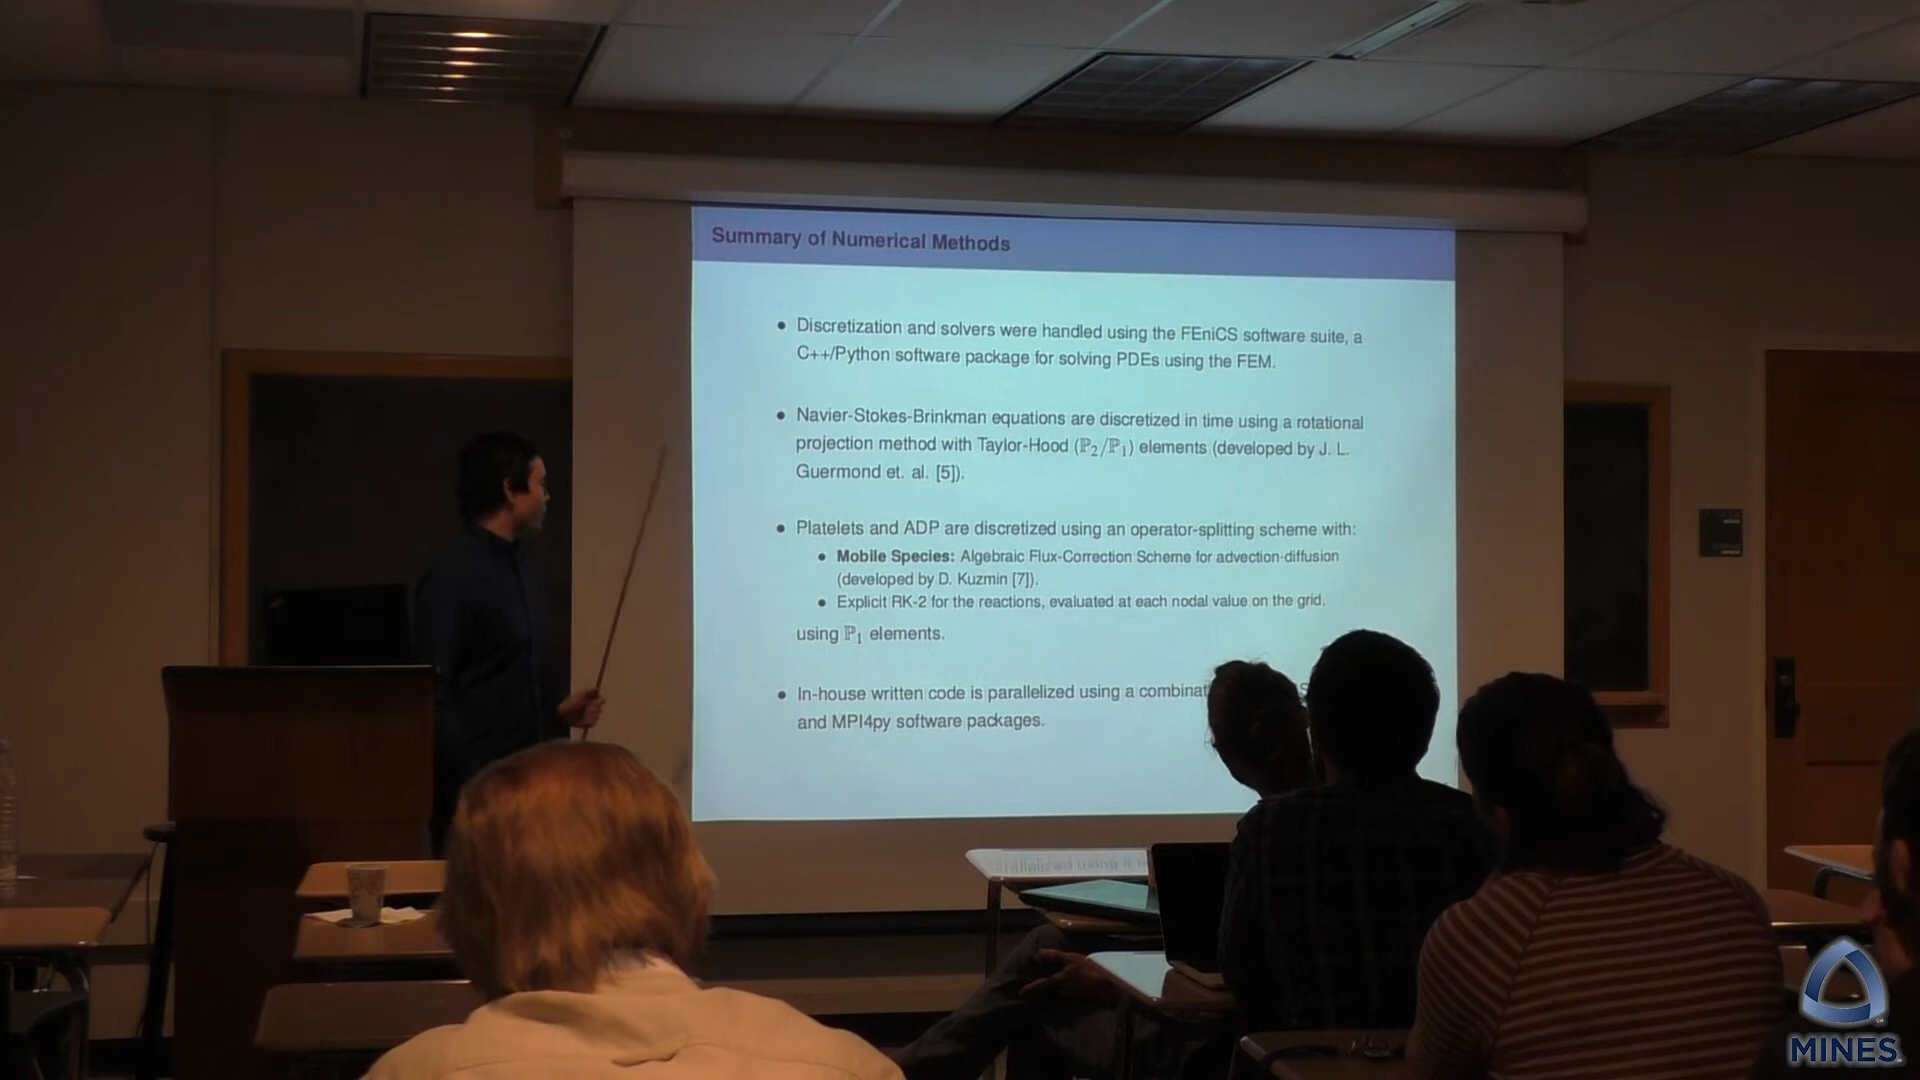 Summary of Numerical Methods
• Discretization and solvers were handled using the FEniCS software suite, a
C++/Python software package for solving PDEs using the FEM.
• Navier-Stokes-Brinkman equations are discretized in time using a rotational
projection method with Taylor-Hood (ℙ₂/ℙ₁) elements (developed by J. L.
Guermond et. al. [5]).
• Platelets and ADP are discretized using an operator-splitting scheme with:
• Mobile Species: Algebraic Flux-Correction Scheme for advection-diffusion
(developed by D. Kuzmin [7]).
• Explicit RK-2 for the reactions, evaluated at each nodal value on the grid.
using ℙ₁ elements.
• In-house written code is parallelized using a
and MPI4py software packages.
MINES